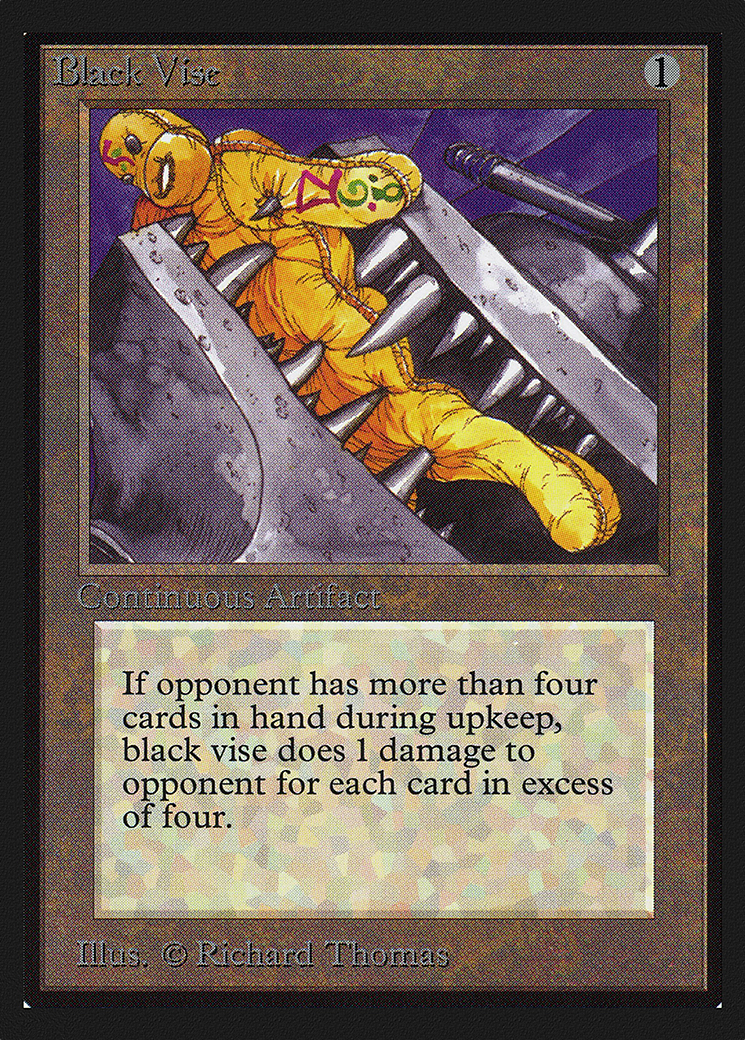 Black Vise
1
Continuous Artifact
If opponent has more than four
cards in hand during upkeep,
black vise does 1 damage to
opponent for each card in excess
of four.
Illus. © Richard Thomas